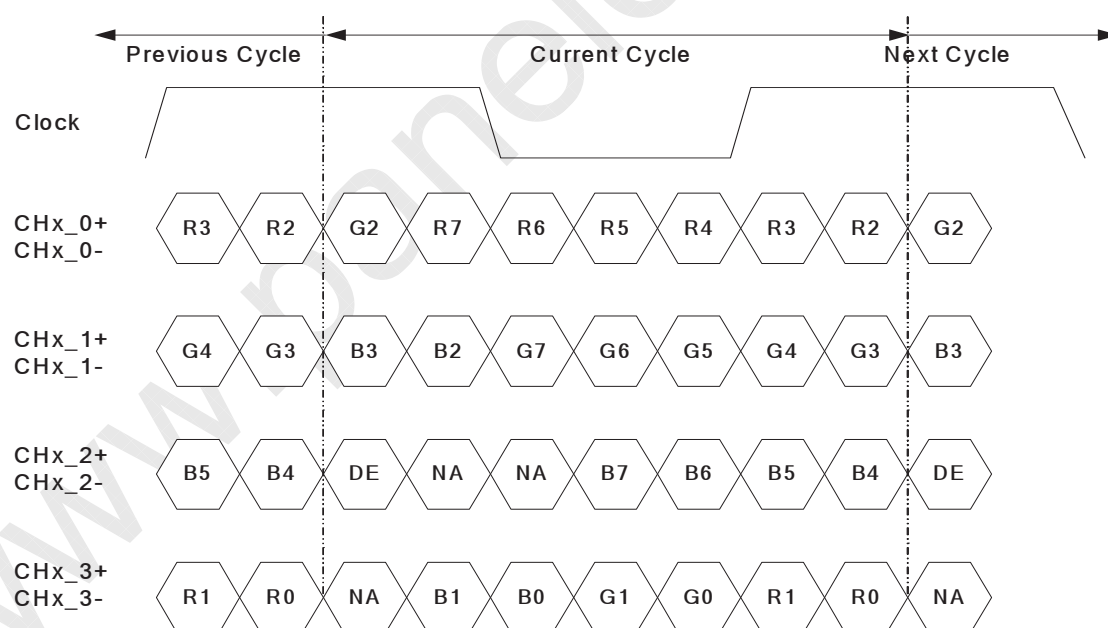 Previous Cycle Current Cycle Next Cycle
Clock
CHx_0+
CHx_0-
R3 R2 G2 R7 R6 R5 R4 R3 R2 G2
CHx_1+
CHx_1-
G4 G3 B3 B2 G7 G6 G5 G4 G3 B3
CHx_2+
CHx_2-
B5 B4 DE NA NA B7 B6 B5 B4 DE
CHx_3+
CHx_3-
R1 R0 NA B1 B0 G1 G0 R1 R0 NA